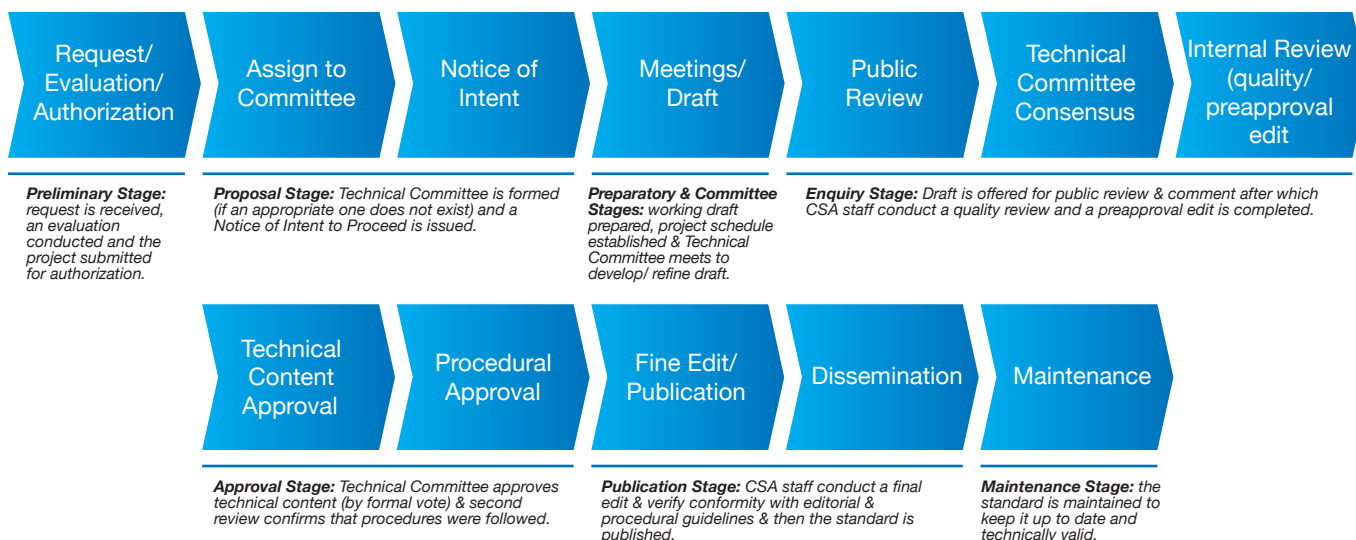 Request/
Evaluation/
Authorization
Assign to
Committee
Notice of
Intent
Meetings/
Draft
Public
Review
Technical
Committee
Consensus
Internal Review
(quality/
preapproval
edit
Preliminary Stage:
request is received,
an evaluation
conducted and the
project submitted
for authorization.
Proposal Stage: Technical Committee is formed
(if an appropriate one does not exist) and a
Notice of Intent to Proceed is issued.
Preparatory & Committee
Stages: working draft
prepared, project schedule
established & Technical
Committee meets to
develop/ refine draft.
Enquiry Stage: Draft is offered for public review & comment after which
CSA staff conduct a quality review and a preapproval edit is completed.
Technical
Content
Approval
Procedural
Approval
Fine Edit/
Publication
Dissemination
Maintenance
Approval Stage: Technical Committee approves
technical content (by formal vote) & second
review confirms that procedures were followed.
Publication Stage: CSA staff conduct a final
edit & verify conformity with editorial &
procedural guidelines & then the standard is
published.
Maintenance Stage: the
standard is maintained to
keep it up to date and
technically valid.